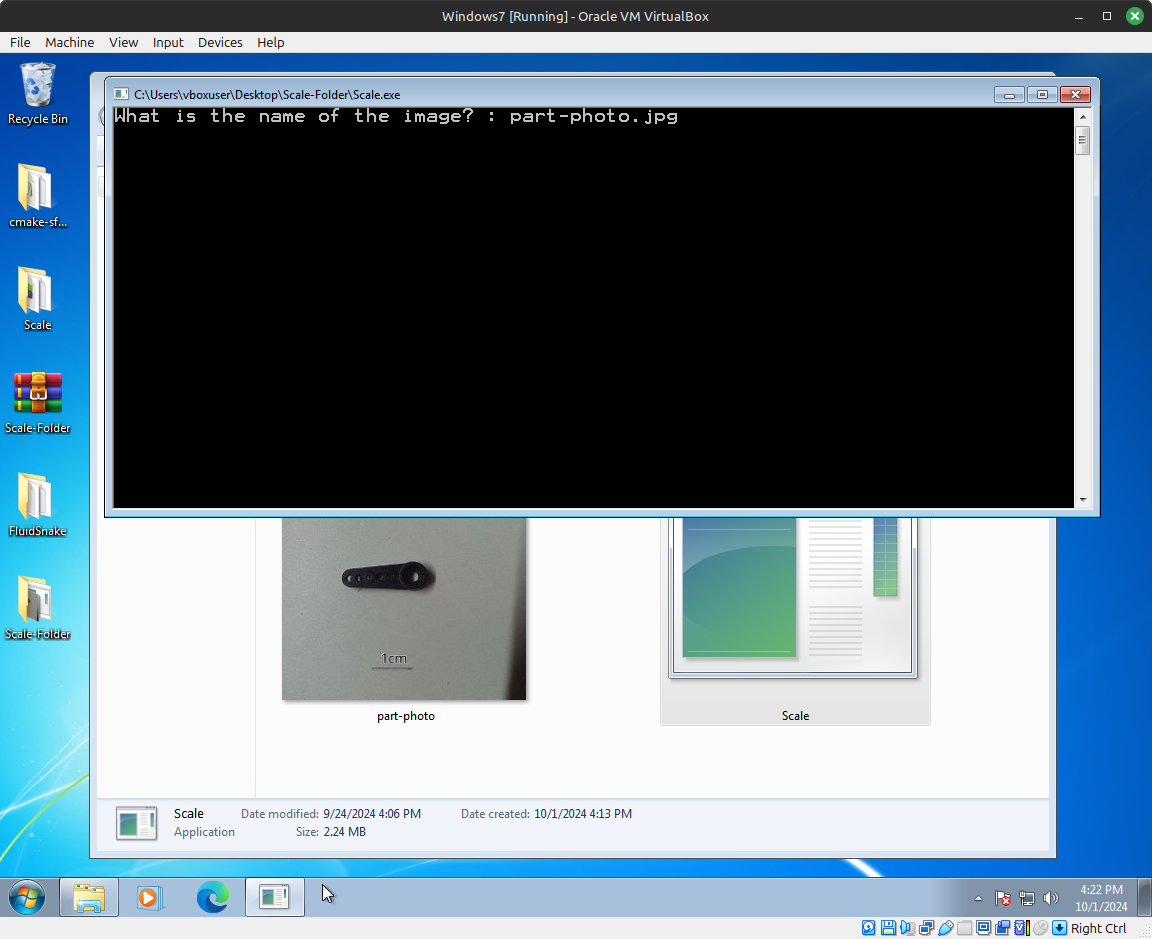 Windows7 [Running] - Oracle VM VirtualBox
File Machine View Input Devices Help
Recycle Bin
cmake-sf...
Scale
Scale-Folder
FluidSnake
Scale-Folder
C:\Users\vboxuser\Desktop\Scale-Folder\Scale.exe
What is the name of the image? : part-photo.jpg
1cm
part-photo
Scale
Scale Date modified: 9/24/2024 4:06 PM Date created: 10/1/2024 4:13 PM
Application Size: 2.24 MB
4:22 PM
10/1/2024
Right Ctrl